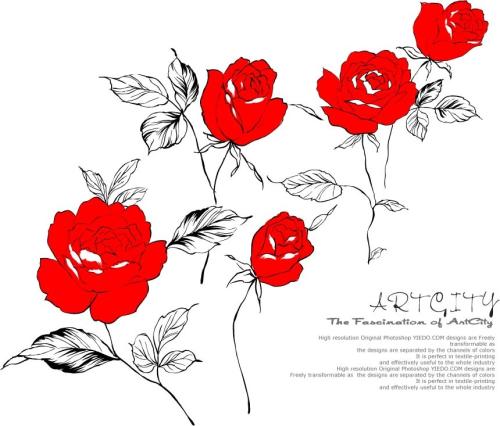 ARTCITY
The Fascination of ArtCity
High resolution Original Photoshop YIEDO.COM designs are Freely
transformable as
the designs are separated by the channels of colors
It is perfect in textile-printing
and effectively useful to the whole industry
High resolution Original Photoshop YIEDO.COM designs are
Freely transformable as the designs are separated by the channels of colors
It is perfect in textile-printing
and effectively useful to the whole industry